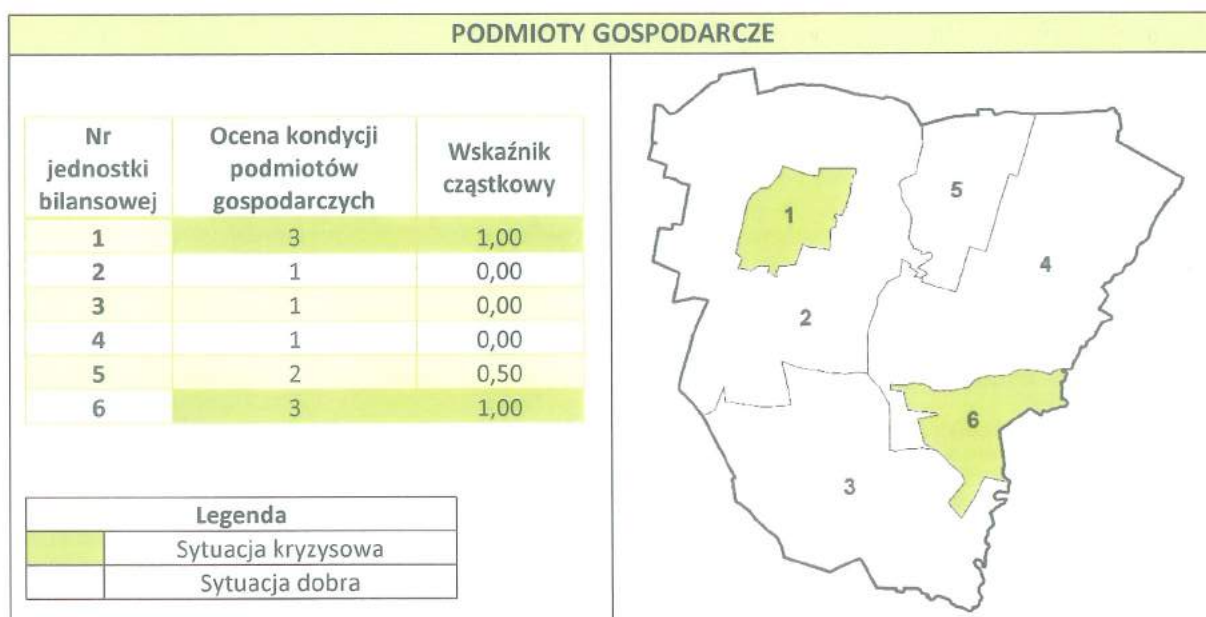 PODMIOTY GOSPODARCZE
Nr jednostki bilansowej
Ocena kondycji podmiotów gospodarczych
Wskaźnik cząstkowy
1 3 1,00
2 1 0,00
3 1 0,00
4 1 0,00
5 2 0,50
6 3 1,00
Legenda
Sytuacja kryzysowa
Sytuacja dobra
1
5
4
2
6
3